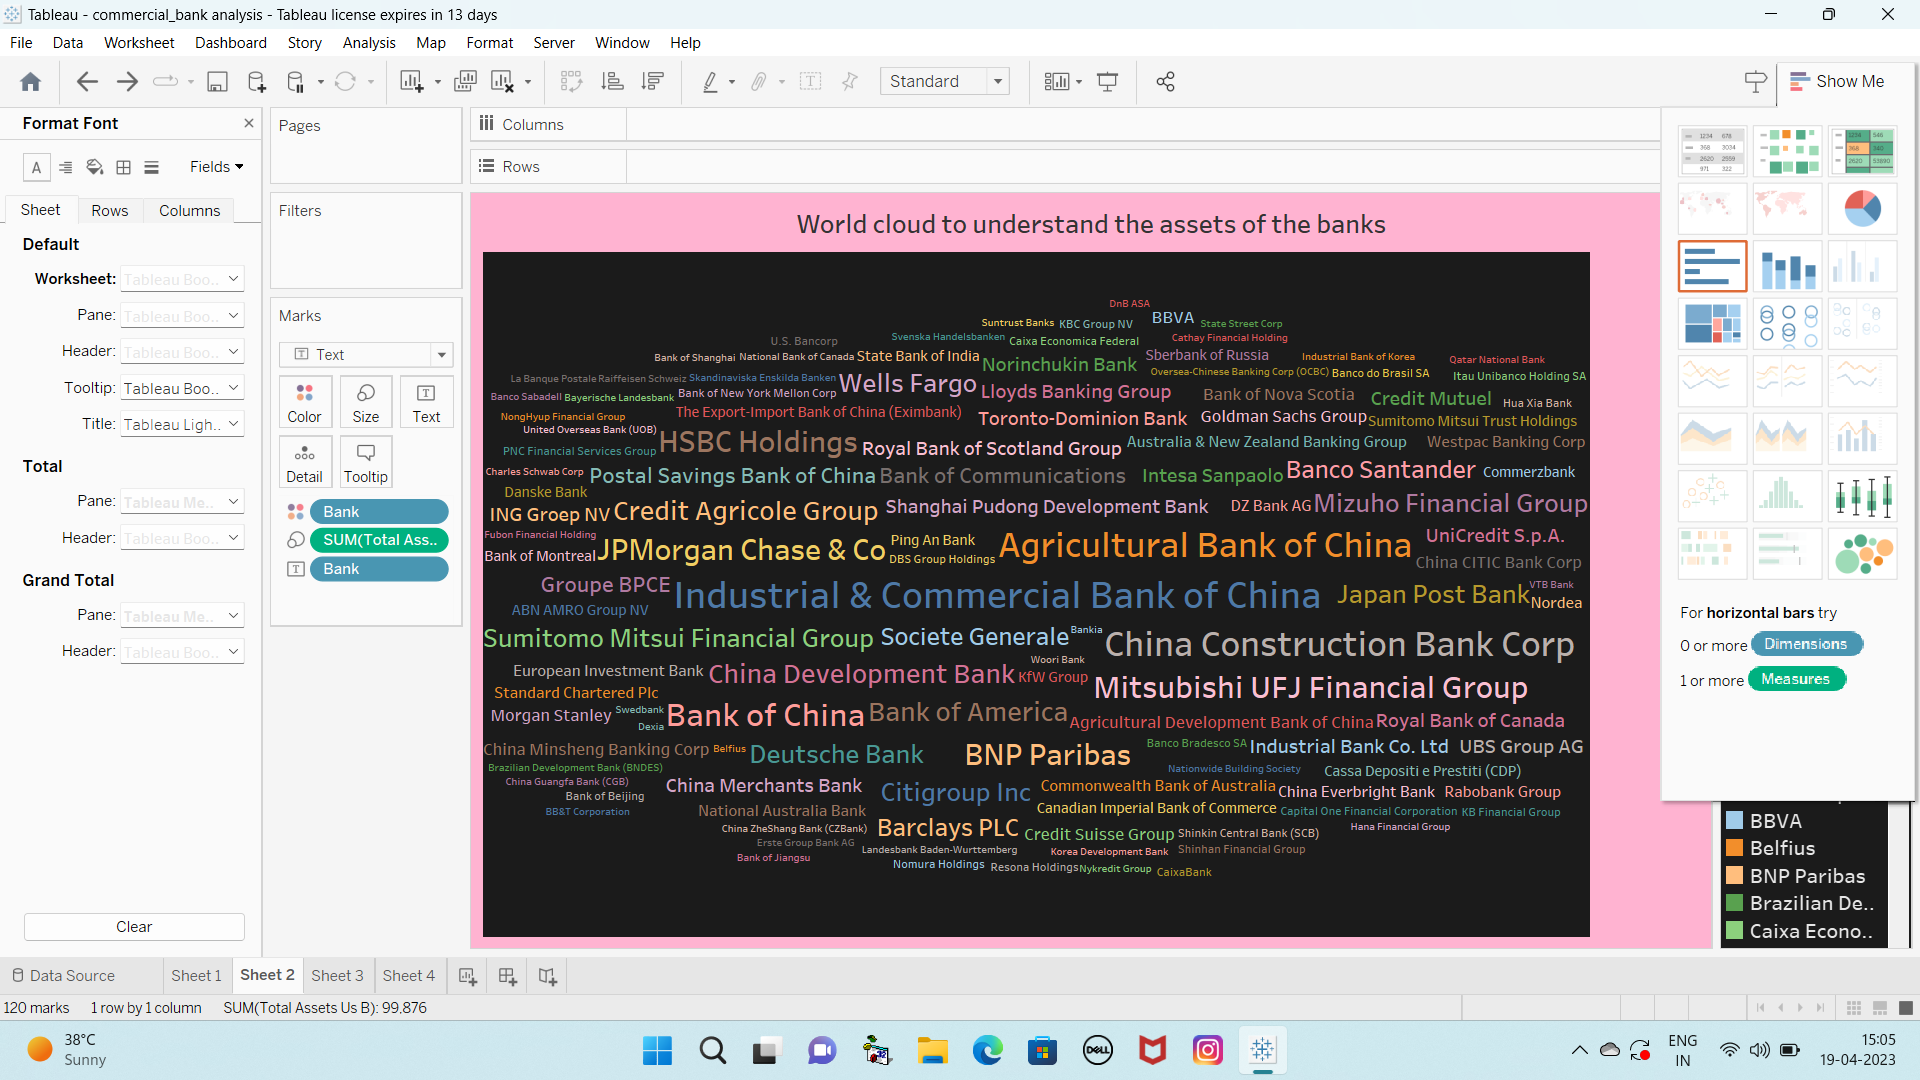 Tableau - commercial_bank analysis - Tableau license expires in 13 days
File Data Worksheet Dashboard Story Analysis Map Format Server Window Help
Standard
Show Me
Format Font
Fields
Sheet Rows Columns
Default
Worksheet: Tableau Boo..
Pane: Tableau Boo..
Header: Tableau Boo..
Tooltip: Tableau Boo..
Title: Tableau Ligh..
Total
Pane: Tableau Me..
Header: Tableau Boo..
Grand Total
Pane: Tableau Me..
Header: Tableau Boo..
Clear
Pages
Filters
Marks
Text
Color Size Text
Detail Tooltip
Bank
SUM(Total Ass..
Bank
Columns
Rows
World cloud to understand the assets of the banks
DnB ASA
Suntrust Banks KBC Group NV BBVA State Street Corp
U.S. Bancorp Svenska Handelsbanken Caixa Economica Federal Cathay Financial Holding
Bank of Shanghai National Bank of Canada State Bank of India Norinchukin Bank Sberbank of Russia Industrial Bank of Korea Qatar National Bank
La Banque Postale Raiffeisen Schweiz Skandinaviska Enskilda Banken Wells Fargo Oversea-Chinese Banking Corp (OCBC) Banco do Brasil SA Itau Unibanco Holding SA
Banco Sabadell Bayerische Landesbank Bank of New York Mellon Corp Lloyds Banking Group Bank of Nova Scotia Credit Mutuel Hua Xia Bank
NongHyup Financial Group The Export-Import Bank of China (Eximbank) Toronto-Dominion Bank Goldman Sachs Group Sumitomo Mitsui Trust Holdings
United Overseas Bank (UOB) HSBC Holdings Royal Bank of Scotland Group Australia & New Zealand Banking Group Westpac Banking Corp
PNC Financial Services Group
Charles Schwab Corp Postal Savings Bank of China Bank of Communications Intesa Sanpaolo Banco Santander Commerzbank
Danske Bank
ING Groep NV Credit Agricole Group Shanghai Pudong Development Bank DZ Bank AG Mizuho Financial Group
Fubon Financial Holding
Bank of Montreal JPMorgan Chase & Co Ping An Bank Agricultural Bank of China UniCredit S.p.A.
DBS Group Holdings China CITIC Bank Corp
Groupe BPCE Industrial & Commercial Bank of China Japan Post Bank VTB Bank
ABN AMRO Group NV Nordea
Sumitomo Mitsui Financial Group Societe Generale Bankia China Construction Bank Corp
Woori Bank
European Investment Bank China Development Bank KfW Group
Standard Chartered Plc Mitsubishi UFJ Financial Group
Morgan Stanley Swedbank Bank of China Bank of America Agricultural Development Bank of China Royal Bank of Canada
Dexia
China Minsheng Banking Corp Belfius Deutsche Bank BNP Paribas Banco Bradesco SA Industrial Bank Co. Ltd UBS Group AG
Brazilian Development Bank (BNDES) Nationwide Building Society Cassa Depositi e Prestiti (CDP)
China Guangfa Bank (CGB) China Merchants Bank Citigroup Inc Commonwealth Bank of Australia China Everbright Bank Rabobank Group
Bank of Beijing
BB&T Corporation National Australia Bank Canadian Imperial Bank of Commerce Capital One Financial Corporation KB Financial Group
China ZheShang Bank (CZBank) Barclays PLC Credit Suisse Group Shinkin Central Bank (SCB) Hana Financial Group
Erste Group Bank AG Landesbank Baden-Wurttemberg Korea Development Bank Shinhan Financial Group
Bank of Jiangsu Nomura Holdings Resona Holdings Nykredit Group CaixaBank
For horizontal bars try
0 or more Dimensions
1 or more Measures
BBVA
Belfius
BNP Paribas
Brazilian De..
Caixa Econo..
Data Source Sheet 1 Sheet 2 Sheet 3 Sheet 4
120 marks 1 row by 1 column SUM(Total Assets Us B): 99,876
38°C
Sunny
ENG
IN
15:05
19-04-2023